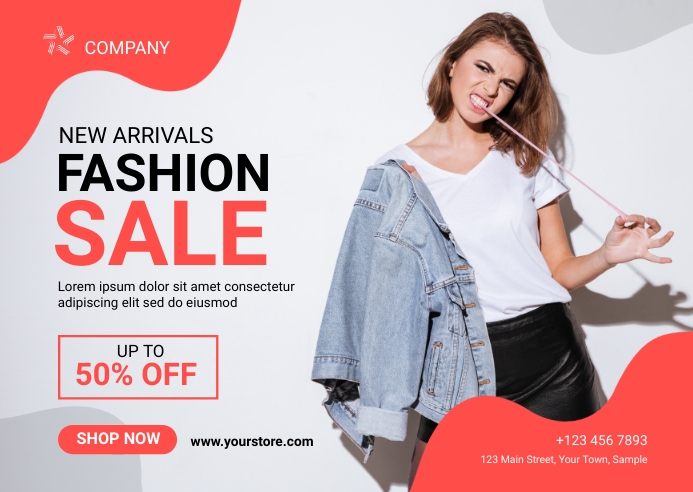 COMPANY
NEW ARRIVALS
FASHION
SALE
Lorem ipsum dolor sit amet consectetur
adipiscing elit sed do eiusmod
UP TO
50% OFF
SHOP NOW
www.yourstore.com
+123 456 7893
123 Main Street, Your Town, Sample